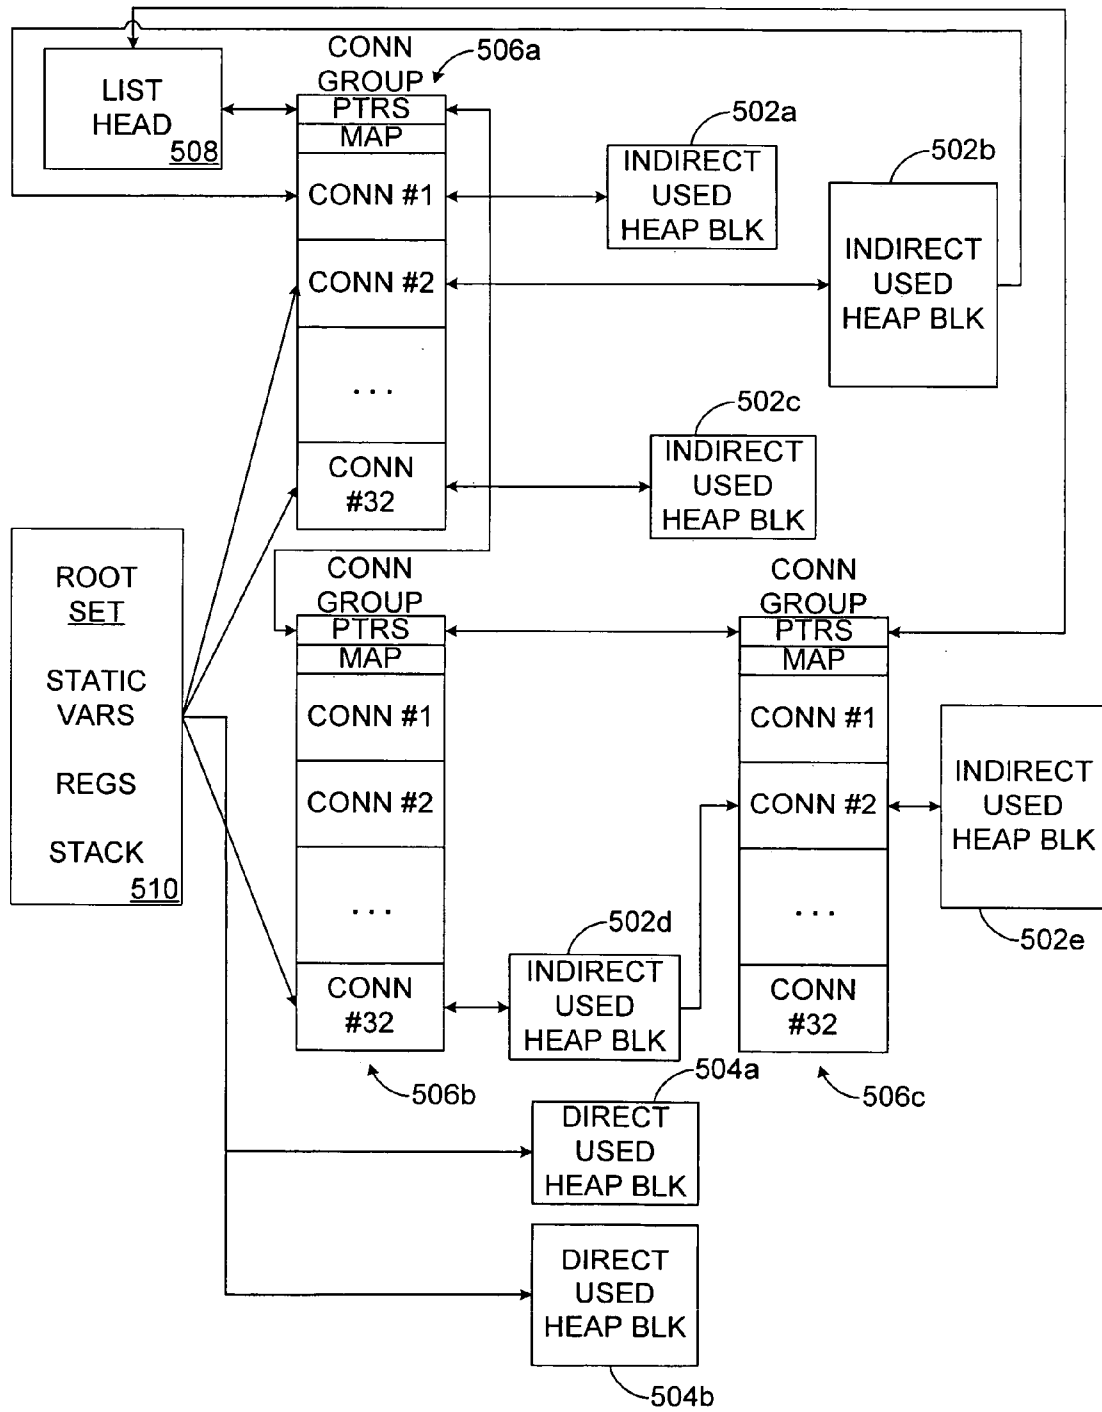 LIST
HEAD
508
CONN
GROUP
506a
PTRS
MAP
CONN #1
CONN #2
. . .
CONN
#32
502a
INDIRECT
USED
HEAP BLK
502b
INDIRECT
USED
HEAP BLK
502c
INDIRECT
USED
HEAP BLK
ROOT
SET
STATIC
VARS
REGS
STACK
510
CONN
GROUP
PTRS
MAP
CONN #1
CONN #2
. . .
CONN
#32
506b
502d
INDIRECT
USED
HEAP BLK
CONN
GROUP
PTRS
MAP
CONN #1
CONN #2
. . .
CONN
#32
506c
INDIRECT
USED
HEAP BLK
502e
504a
DIRECT
USED
HEAP BLK
DIRECT
USED
HEAP BLK
504b